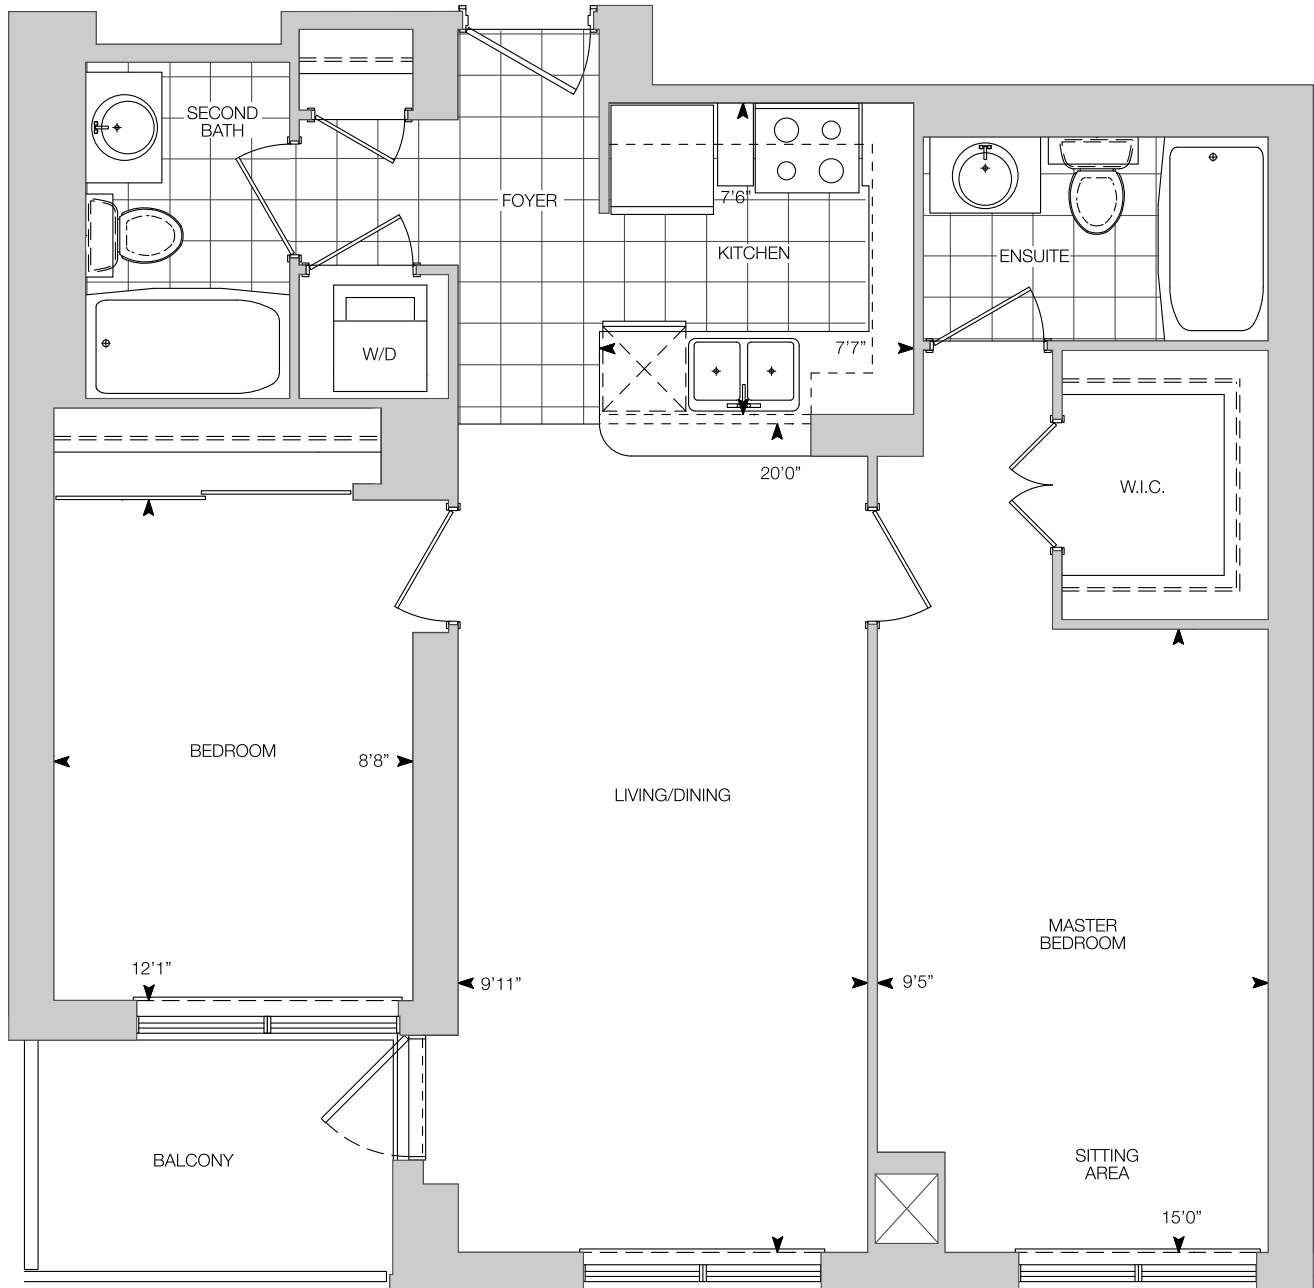 SECOND
BATH
FOYER
7'6"
KITCHEN
ENSUITE
W/D
7'7"
20'0"
W.I.C.
BEDROOM
8'8"
LIVING/DINING
MASTER
BEDROOM
12'1"
9'11"
9'5"
BALCONY
SITTING
AREA
15'0"